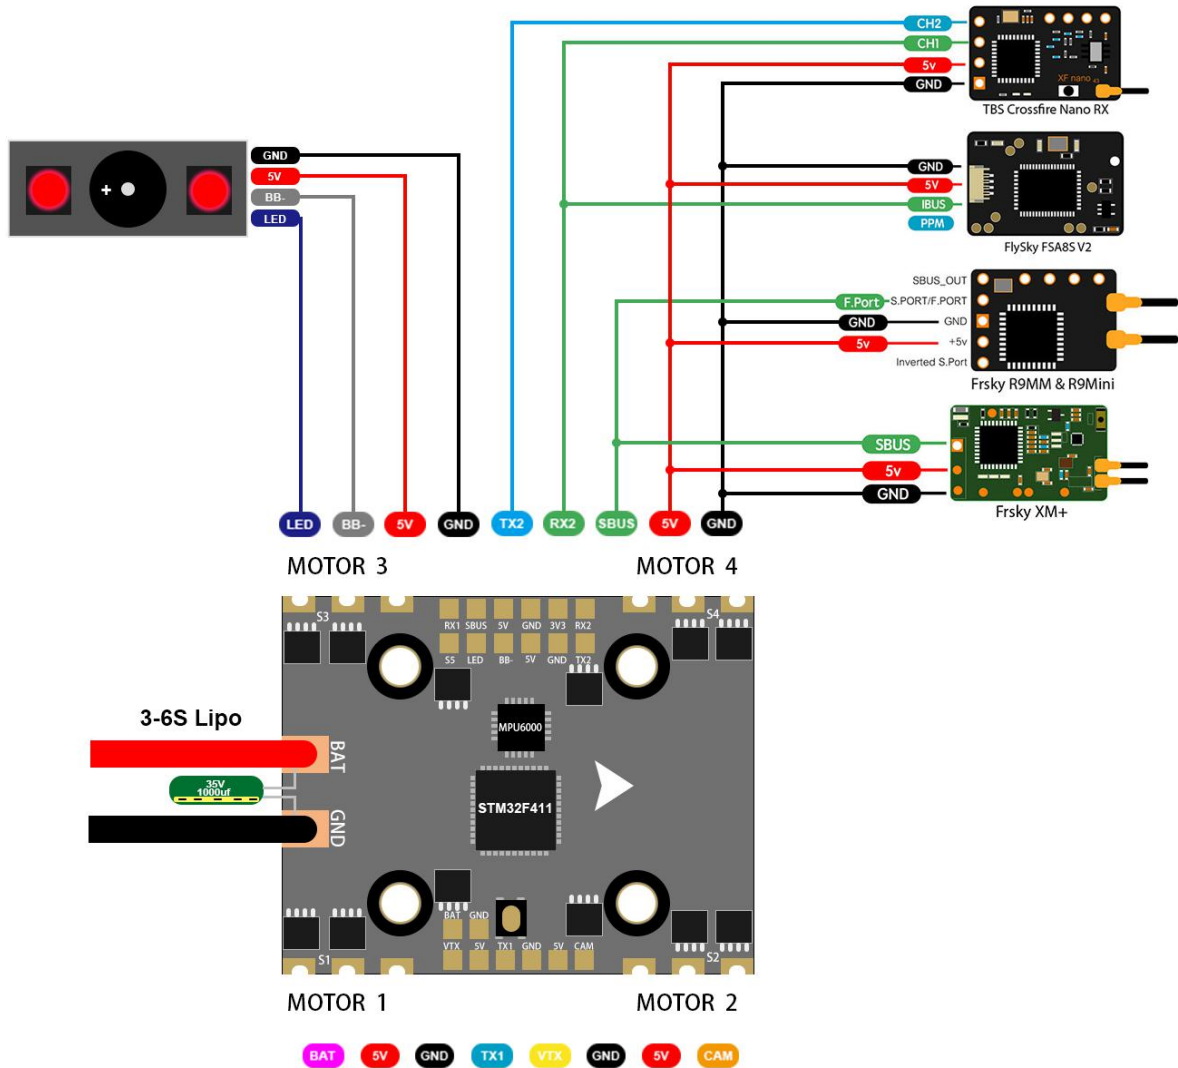 CH2
CH1
5v
GND
XF nano
TBS Crossfire Nano RX
GND
5V
BB-
LED
+
GND
5V
IBUS
PPM
FlySky FSA8S V2
SBUS_OUT
F.Port S.PORT/F.PORT
GND GND
5v +5v
Inverted S.Port
Frsky R9MM & R9Mini
SBUS
5v
GND
Frsky XM+
LED BB- 5V GND TX2 RX2 SBUS 5V GND
MOTOR 3 MOTOR 4
S3 S4
RX1 SBUS 5V GND 3V3 RX2
S5 LED BB- 5V GND TX2
3-6S Lipo
MPU6000
BAT
35V
1000uf
STM32F411
GND
BAT GND
VTX 5V TX1 GND 5V CAM
S1 S2
MOTOR 1 MOTOR 2
BAT 5V GND TX1 VTX GND 5V CAM